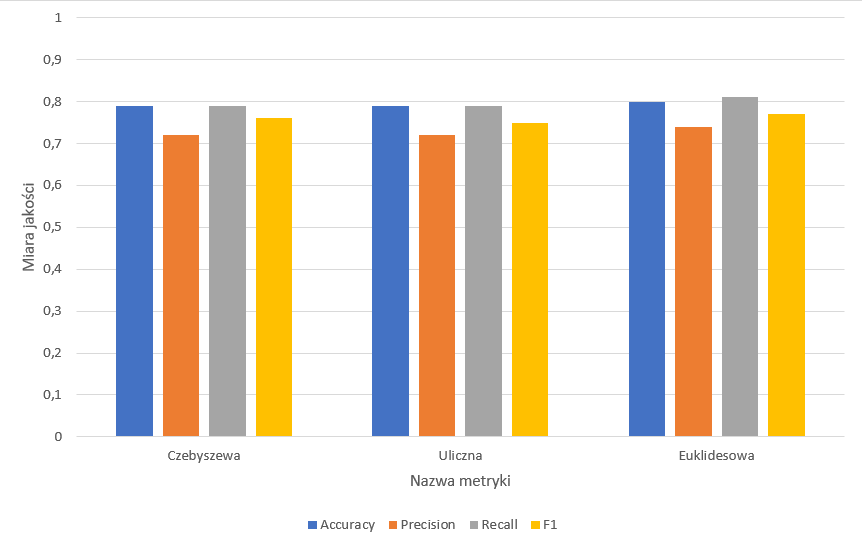 1
0,9
0,8
0,7
0,6
0,5
0,4
0,3
0,2
0,1
0
Miara jakości
Czebyszewa Uliczna Euklidesowa
Nazwa metryki
Accuracy Precision Recall F1